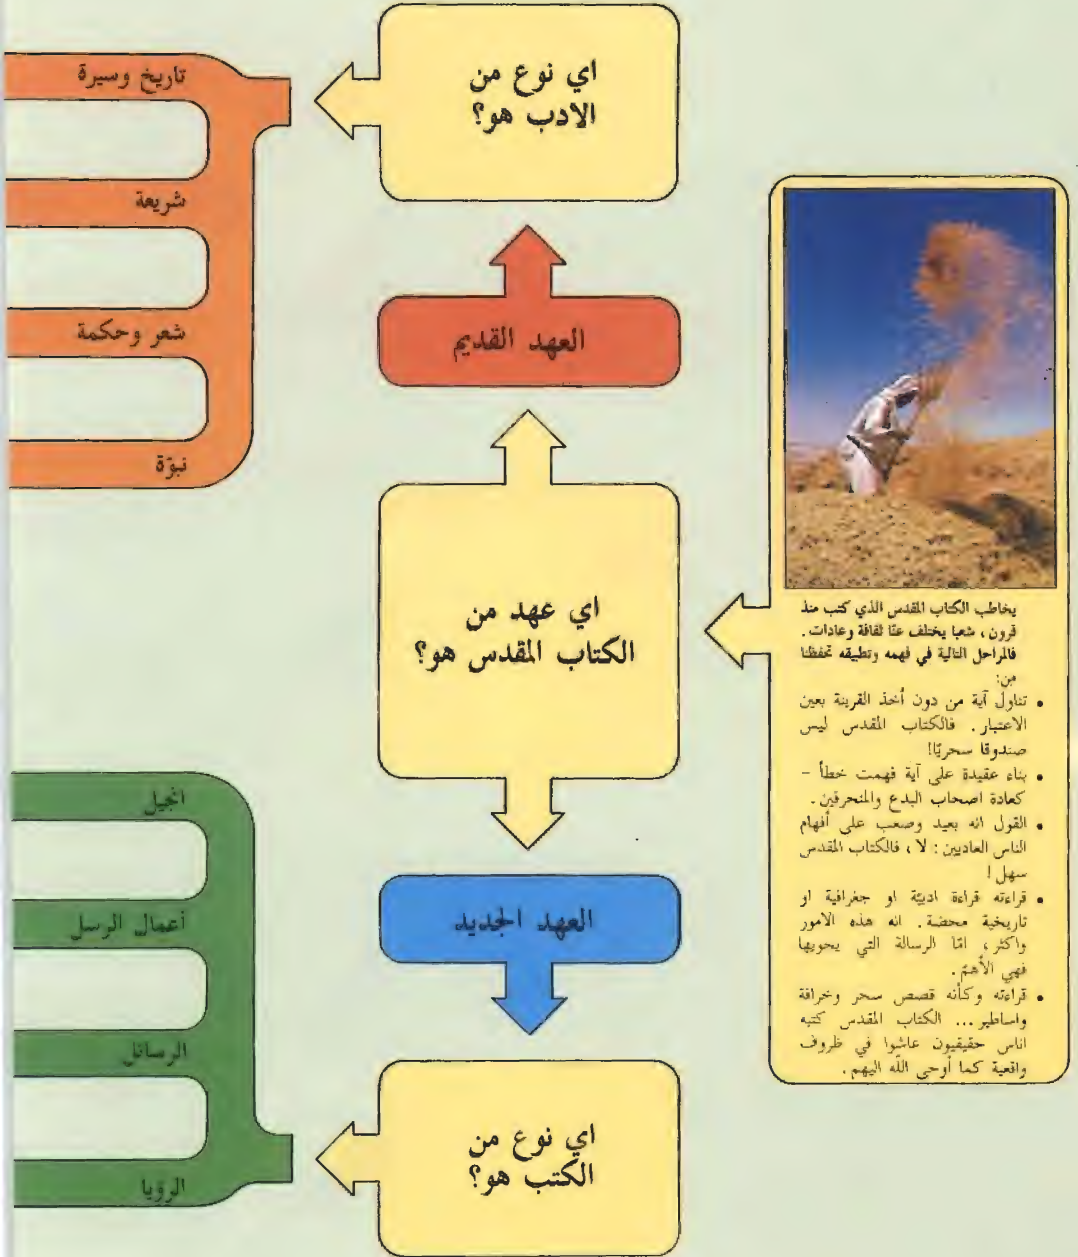 يخاطب الكتاب المقدس الذي كتب منذ
قرون ، شعبا يختلف عنّا ثقافة وعادات .
فالمراحل التالية في فهمه وتطبيقه تحفظنا
من:
• تناول آية من دون أخذ القرينة بعين
الاعتبار . فالكتاب المقدس ليس
صندوقا سحريّا!
• بناء عقيدة على آية فهمت خطأ -
كعادة اصحاب البدع والمنحرفين .
• القول انه بعيد وصعب على أفهام
الناس العاديين : لا ، فالكتاب المقدس
سهل !
• قراءته قراءة ادبيّة او جغرافية او
تاريخية محضة . انه هذه الامور
واكثر ، امّا الرسالة التي يحويها
فهي الأهمّ .
• قراءته وكأنه قصص سحر وخرافة
واساطير ... الكتاب المقدس كتبه
اناس حقيقيون عاشوا في ظروف
واقعية كما أوحى اللّه اليهم .
اي عهد من
الكتاب المقدس هو؟
العهد القديم
اي نوع من
الادب هو؟
تاريخ وسيرة
شريعة
شعر وحكمة
نبوّة
العهد الجديد
اي نوع من
الكتب هو؟
انجيل
أعمال الرسل
الرسائل
الرؤيا